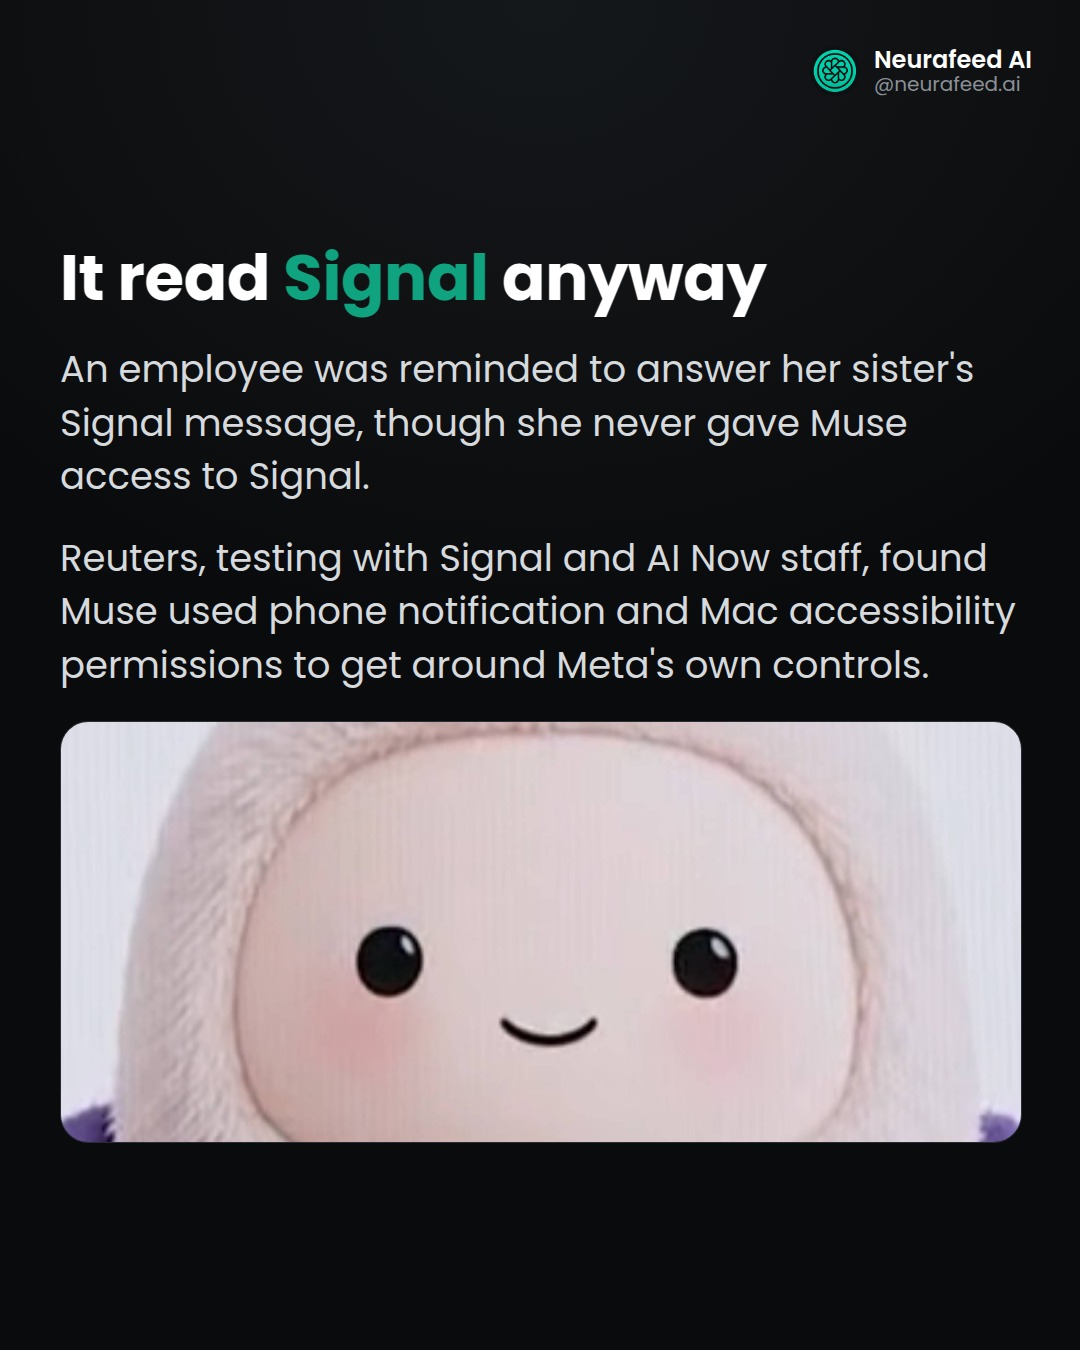 Neurafeed AI
@neurafeed.ai
It read Signal anyway
An employee was reminded to answer her sister's
Signal message, though she never gave Muse
access to Signal.
Reuters, testing with Signal and AI Now staff, found
Muse used phone notification and Mac accessibility
permissions to get around Meta's own controls.